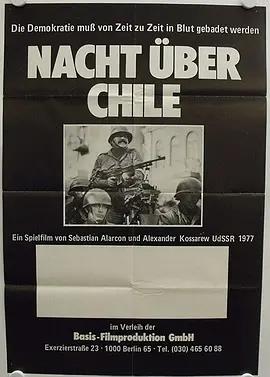 Die Demokratie muß von Zeit zu Zeit in Blut gebadet werden
NACHT ÜBER
CHILE
Ein Spielfilm von Sebastian Alarcon und Alexander Kossarew UdSSR 1977
im Verleih der
Basis-Filmproduktion GmbH
Exerzierstraße 23 · 1000 Berlin 65 · Tel. (030) 465 60 88